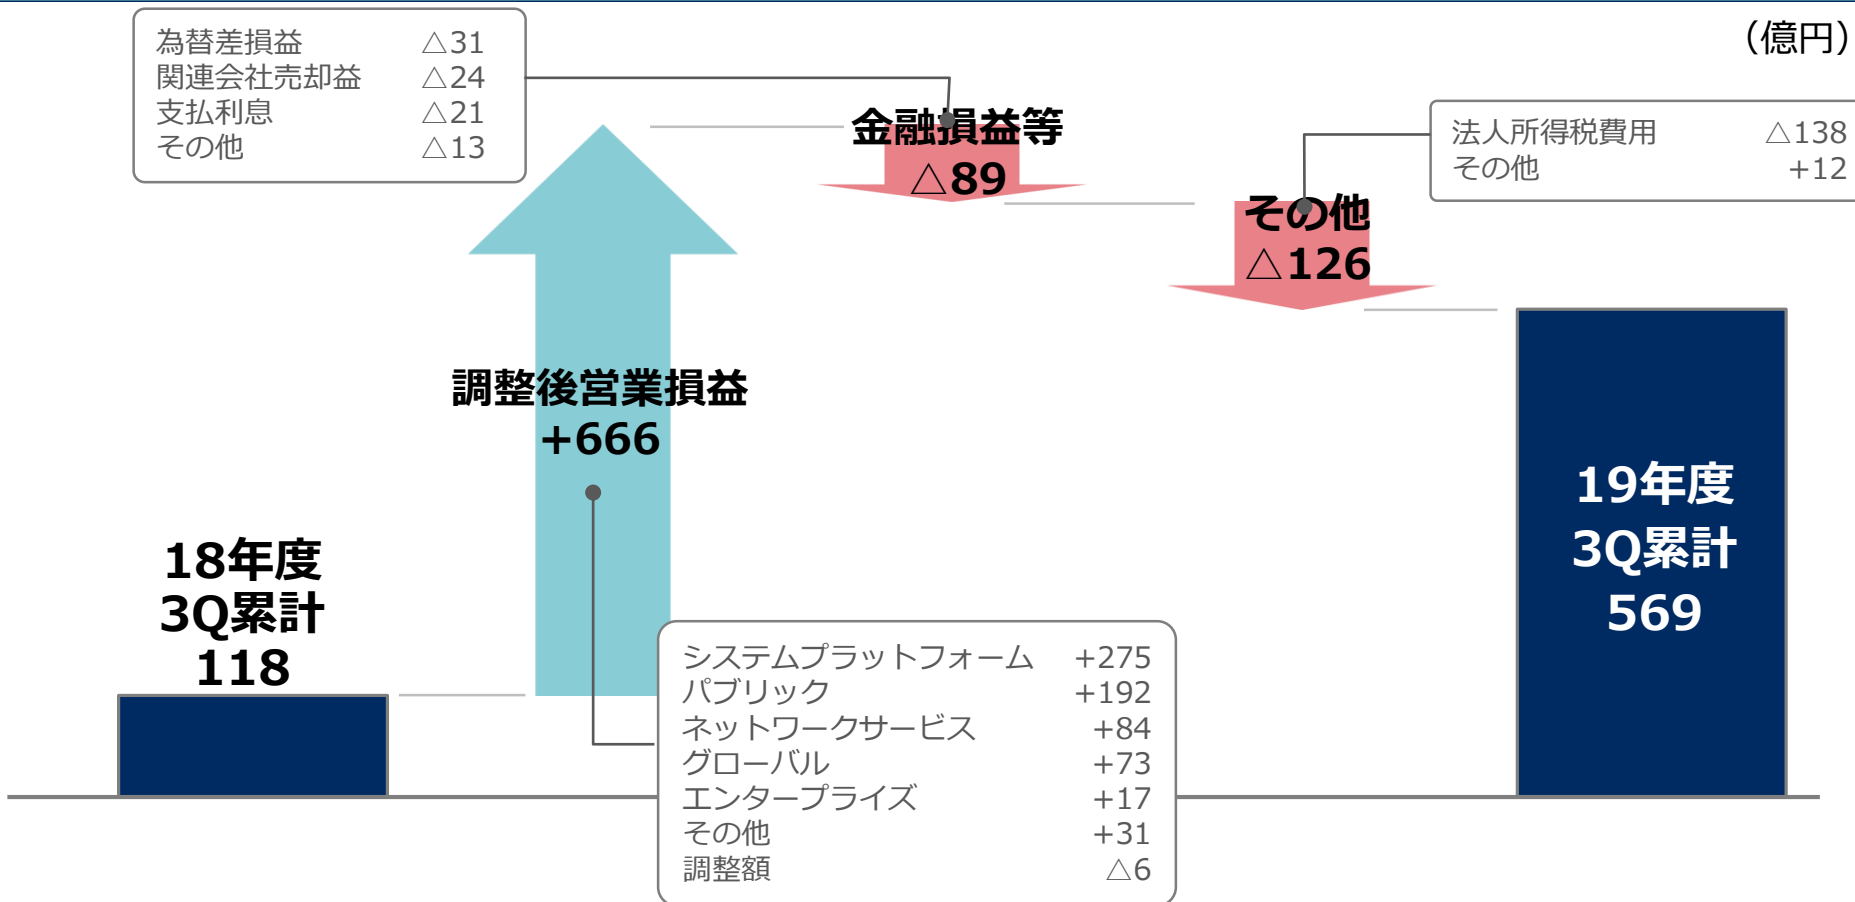 （億円）
為替差損益 △31
関連会社売却益 △24
支払利息 △21
その他 △13
金融損益等
△89
法人所得税費用 △138
その他 +12
その他
△126
調整後営業損益
+666
18年度
3Q累計
118
システムプラットフォーム +275
パブリック +192
ネットワークサービス +84
グローバル +73
エンタープライズ +17
その他 +31
調整額 △6
19年度
3Q累計
569